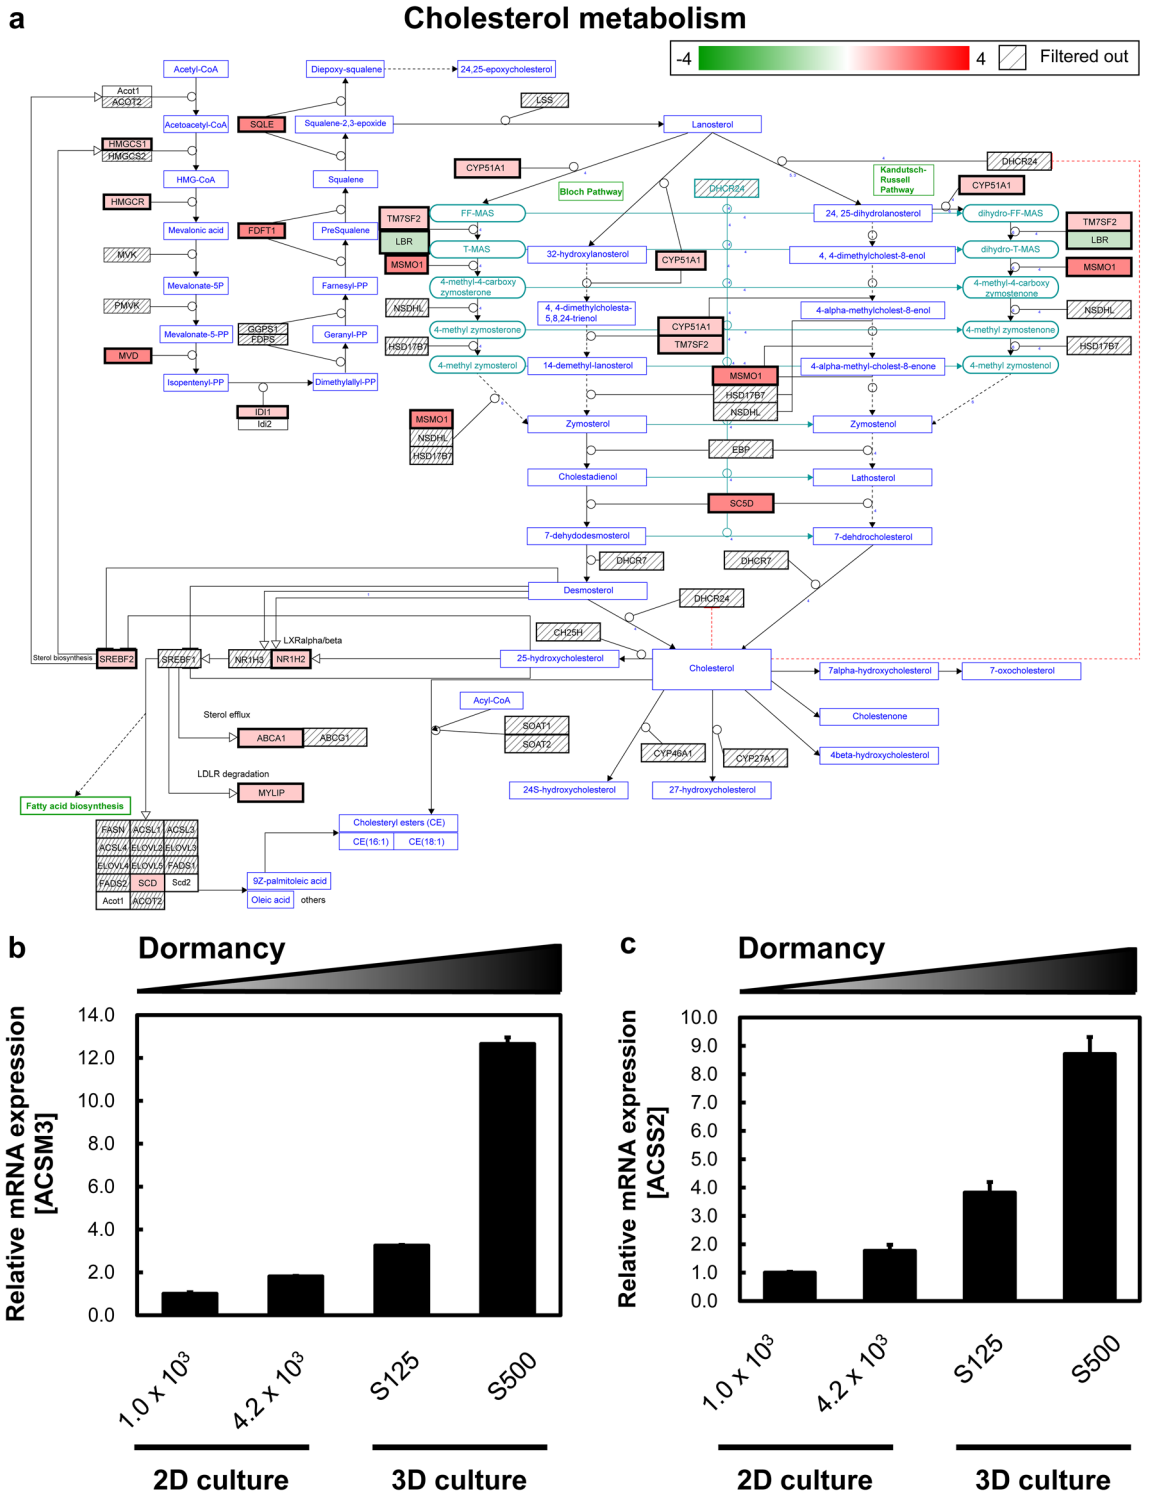 a
Cholesterol metabolism
-4
4
Filtered out
Acetyl-CoA
Diepoxy-squalene
24,25-epoxycholesterol
Acot1
ACOT2
LSS
Acetoacetyl-CoA
SQLE
Squalene-2,3-epoxide
Lanosterol
HMGCS1
HMGCS2
CYP51A1
DHCR24
Kandutsch-
Russell
Pathway
HMG-CoA
Squalene
Bloch Pathway
DHCR24
CYP51A1
HMGCR
TM7SF2
LBR
FF-MAS
24, 25-dihydrolanosterol
dihydro-FF-MAS
TM7SF2
LBR
Mevalonic acid
FDFT1
PreSqualene
MVK
MSMO1
T-MAS
32-hydroxylanosterol
CYP51A1
4, 4-dimethylcholest-8-enol
dihydro-T-MAS
MSMO1
Mevalonate-5P
Farnesyl-PP
4-methyl-4-carboxy
zymosterone
4-methyl-4-carboxy
zymostenone
PMVK
NSDHL
4, 4-dimethylcholesta-
5,8,24-trienol
4-alpha-methylcholest-8-enol
NSDHL
Mevalonate-5-PP
GGPS1
FDPS
Geranyl-PP
4-methyl zymosterone
CYP51A1
TM7SF2
4-methyl zymostenone
MVD
HSD17B7
HSD17B7
4-methyl zymosterol
14-demethyl-lanosterol
4-alpha-methyl-cholest-8-enone
4-methyl zymostenol
Isopentenyl-PP
Dimethylallyl-PP
MSMO1
HSD17B7
NSDHL
IDI1
Idi2
MSMO1
NSDHL
HSD17B7
Zymosterol
Zymostenol
EBP
Cholestadienol
Lathosterol
SC5D
7-dehydodesmosterol
7-dehdrocholesterol
DHCR7
DHCR7
Desmosterol
DHCR24
CH25H
LXRalpha/beta
Sterol biosynthesis
SREBF2
SREBF1
NR1H3
NR1H2
25-hydroxycholesterol
Cholesterol
7alpha-hydroxycholesterol
7-oxocholesterol
Acyl-CoA
Sterol efflux
SOAT1
SOAT2
Cholestenone
ABCA1
ABCG1
CYP46A1
CYP27A1
4beta-hydroxycholesterol
LDLR degradation
MYLIP
24S-hydroxycholesterol
27-hydroxycholesterol
Fatty acid biosynthesis
Cholesteryl esters (CE)
CE(16:1)
CE(18:1)
FASN
ACSL1
ACSL3
ACSL4
ELOVL2
ELOVL3
ELOVL4
ELOVL5
FADS1
FADS2
SCD
Scd2
Acot1
ACOT2
9Z-palmitoleic acid
Oleic acid
others
b
Dormancy
Relative mRNA expression
[ACSM3]
14.0
12.0
10.0
8.0
6.0
4.0
2.0
0.0
1.0 x 10³
4.2 x 10³
S125
S500
2D culture
3D culture
c
Dormancy
Relative mRNA expression
[ACSS2]
10.0
9.0
8.0
7.0
6.0
5.0
4.0
3.0
2.0
1.0
0.0
1.0 x 10³
4.2 x 10³
S125
S500
2D culture
3D culture